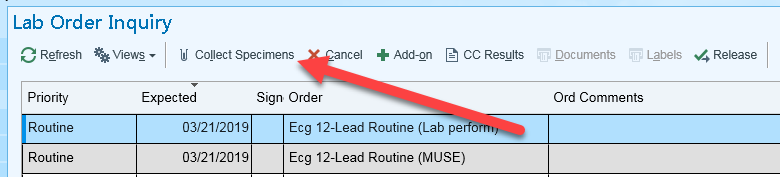 Lab Order Inquiry
Refresh Views Collect Specimens Cancel Add-on CC Results Documents Labels Release
Priority Expected Sign Order Ord Comments
Routine 03/21/2019 Ecg 12-Lead Routine (Lab perform)
Routine 03/21/2019 Ecg 12-Lead Routine (MUSE)